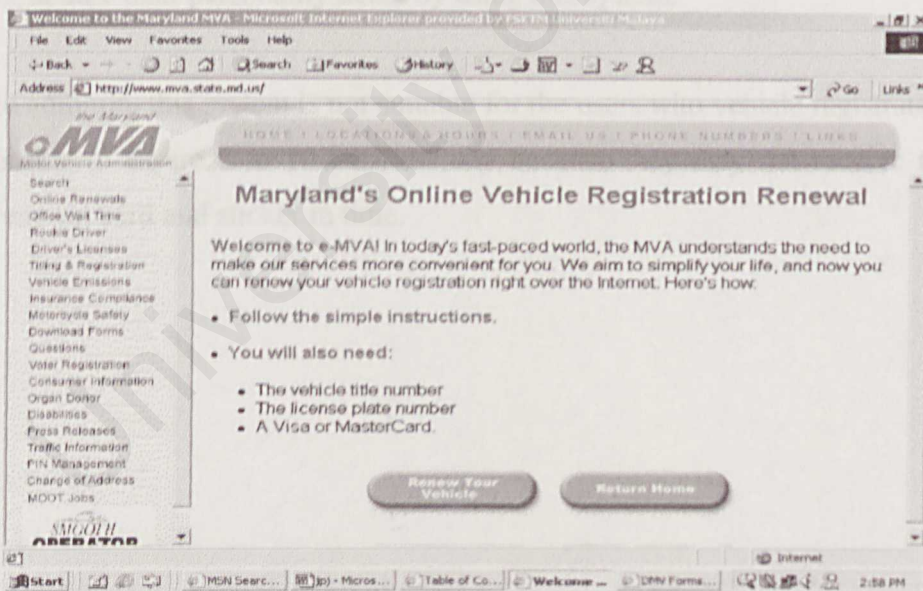 Welcome to the Maryland MVA - Microsoft Internet Explorer provided by FSKTM Universiti Malaya
File Edit View Favorites Tools Help
Back Search Favorites History
Address http://www.mva.state.md.us/ Go Links
the Maryland
MVA
Motor Vehicle Administration
HOME | LOCATIONS & HOURS | EMAIL US | PHONE NUMBERS | LINKS
Search
Online Renewals
Office Wait Time
Rookie Driver
Driver's Licenses
Titling & Registration
Vehicle Emissions
Insurance Compliance
Motorcycle Safety
Download Forms
Questions
Voter Registration
Consumer Information
Organ Donor
Disabilities
Press Releases
Traffic Information
PIN Management
Change of Address
MDOT Jobs
OPERATOR
Maryland's Online Vehicle Registration Renewal
Welcome to e-MVA! In today's fast-paced world, the MVA understands the need to
make our services more convenient for you. We aim to simplify your life, and now you
can renew your vehicle registration right over the Internet. Here's how:
• Follow the simple instructions.
• You will also need:
• The vehicle title number
• The license plate number
• A Visa or MasterCard.
Renew Your
Vehicle
Return Home
Internet
Start MSN Searc... jp) - Micros... Table of Co... Welcome ... DMV Forms... 2:58 PM
University of